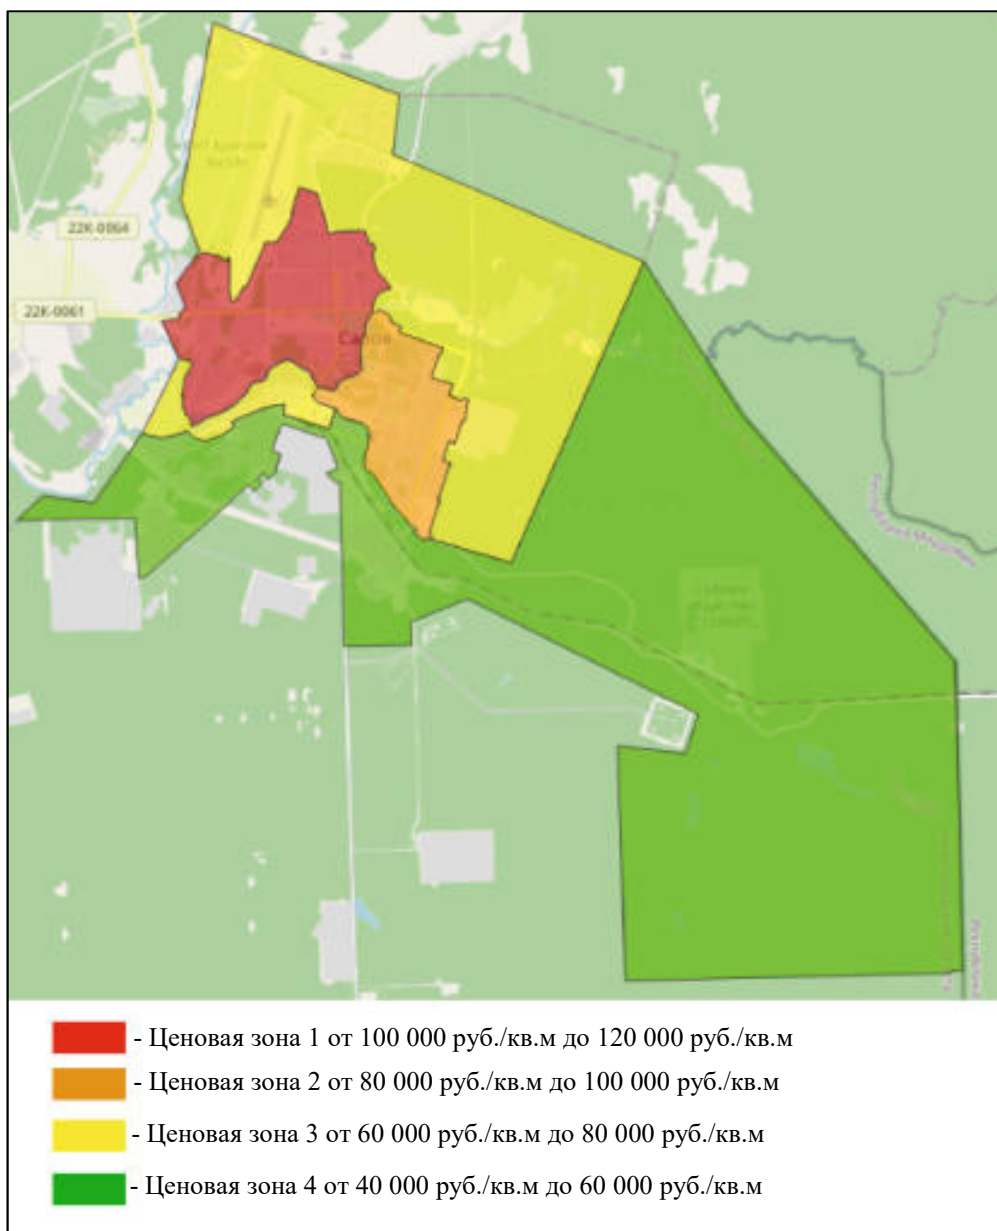 22К-0064
22К-0061
Саров
- Ценовая зона 1 от 100 000 руб./кв.м до 120 000 руб./кв.м
- Ценовая зона 2 от 80 000 руб./кв.м до 100 000 руб./кв.м
- Ценовая зона 3 от 60 000 руб./кв.м до 80 000 руб./кв.м
- Ценовая зона 4 от 40 000 руб./кв.м до 60 000 руб./кв.м